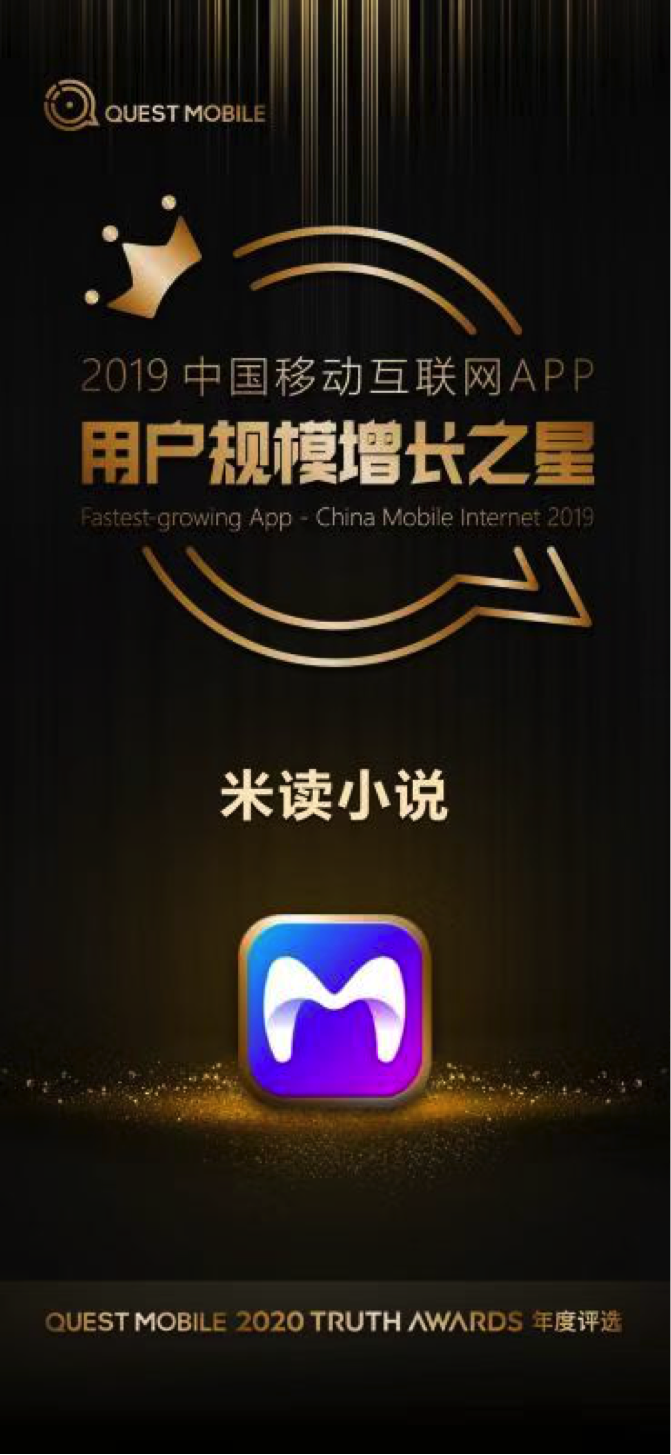 QUEST MOBILE
2019 中国移动互联网APP
用户规模增长之星
Fastest-growing App - China Mobile Internet 2019
米读小说
QUEST MOBILE 2020 TRUTH AWARDS 年度评选